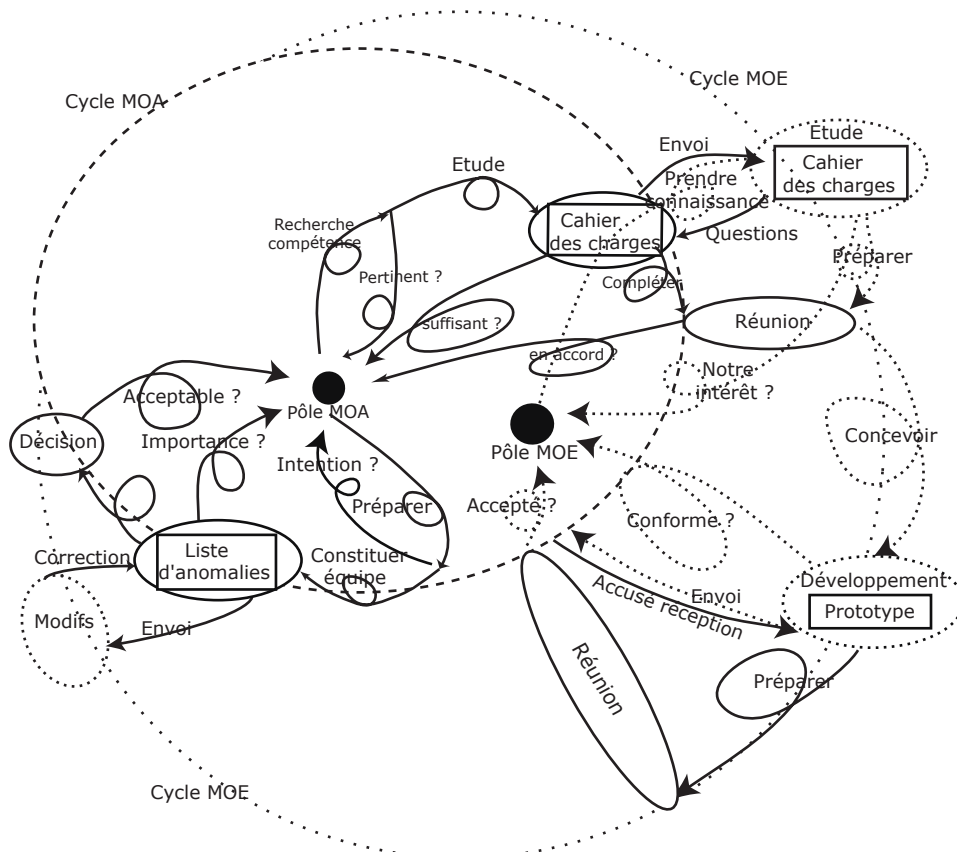 Cycle MOE
Cycle MOA
Etude
Envoi
Cahier
des charges
Etude
Prendre
connaissance
Recherche
compétence
Cahier
des charges
Questions
Préparer
Pertinent ?
Compléter
suffisant ?
Réunion
en accord ?
Notre
intérêt ?
Acceptable ?
Pôle MOA
Décision
Importance ?
Concevoir
Pôle MOE
Intention ?
Préparer
Accepté ?
Conforme ?
Correction
Liste
d'anomalies
Constituer
équipe
Développement
Envoi
Accusé réception
Prototype
Modifs
Envoi
Réunion
Préparer
Cycle MOE